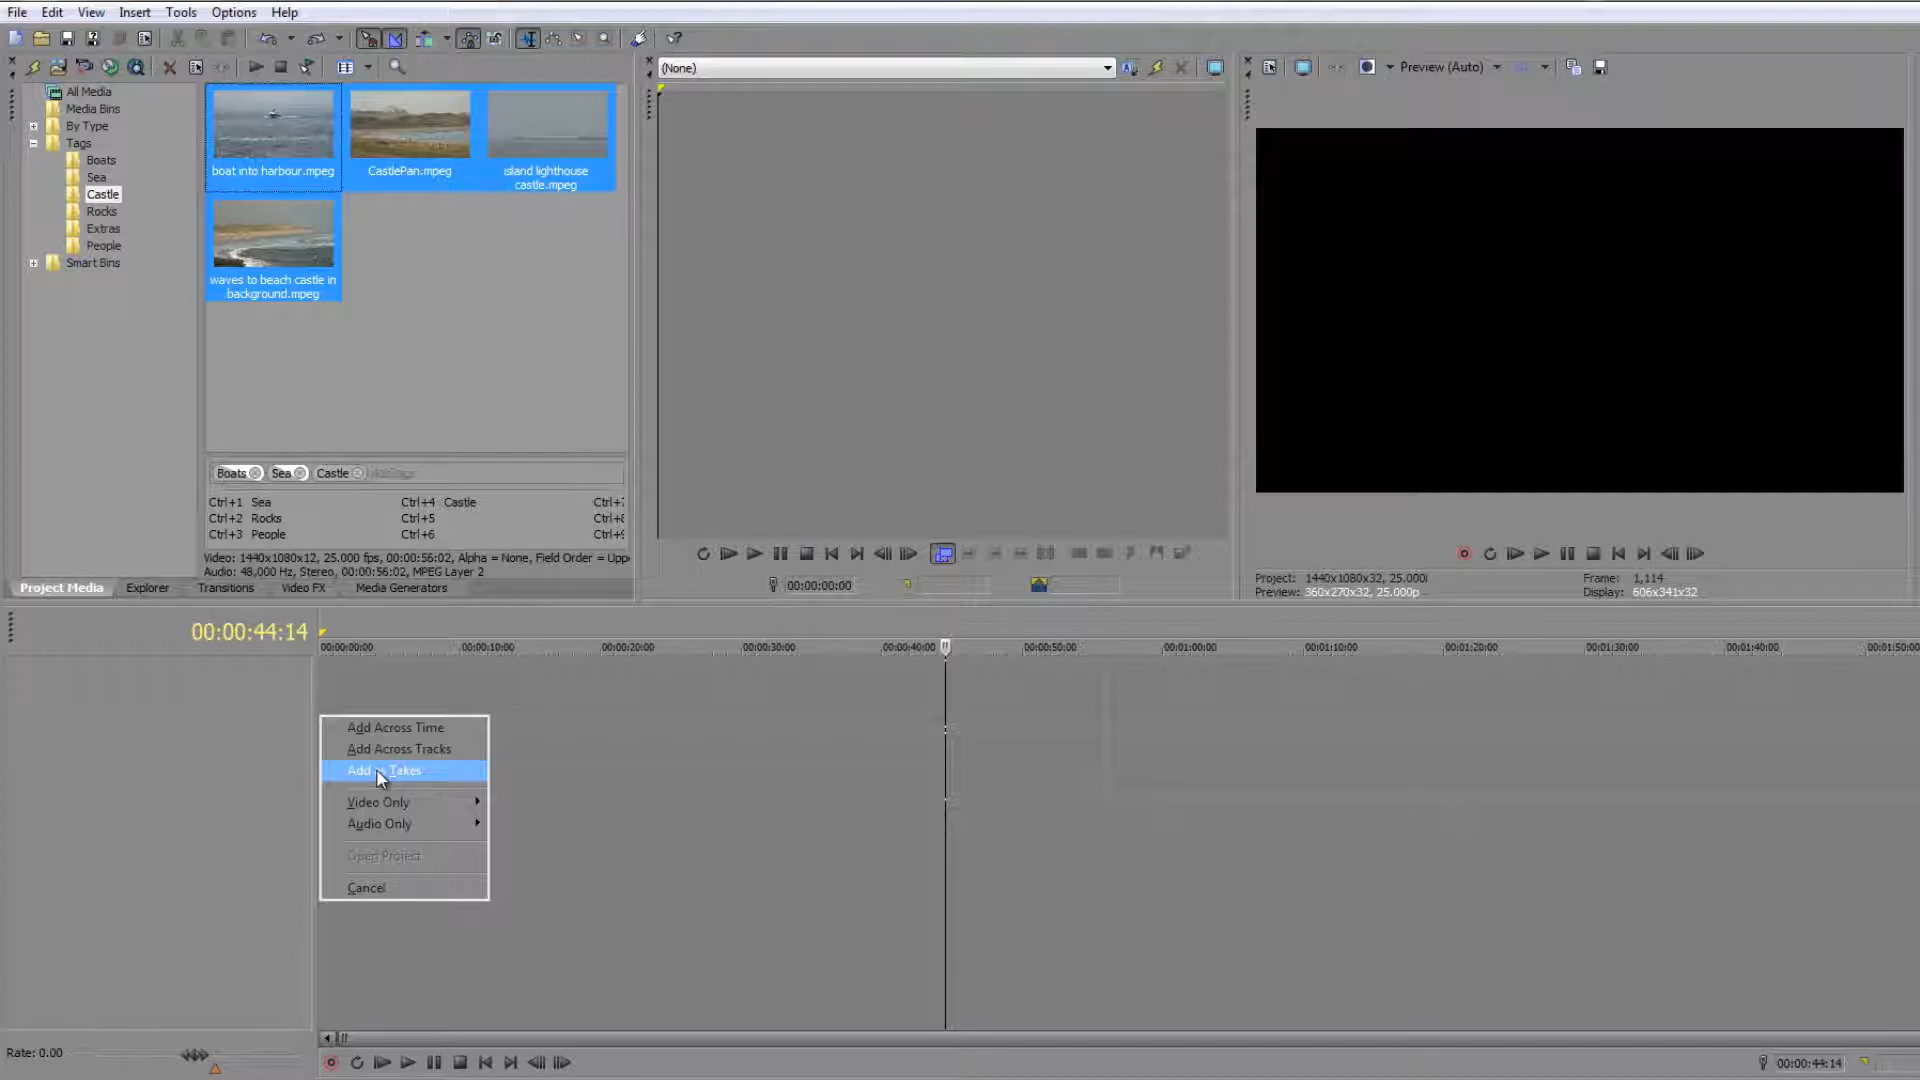 File Edit View Insert Tools Options Help
(None)
Preview (Auto)
All Media
Media Bins
By Type
Tags
Boats
Sea
Castle
Rocks
Extras
People
Smart Bins
boat into harbour.mpeg
CastlePan.mpeg
island lighthouse
castle.mpeg
waves to beach castle in
background.mpeg
Boats Sea Castle
Ctrl+1 Sea Ctrl+4 Castle
Ctrl+2 Rocks Ctrl+5
Ctrl+3 People Ctrl+6
Video: 1440x1080x12, 25.000 fps, 00:00:56:02, Alpha = None, Field Order = Upp
Audio: 48,000 Hz, Stereo, 00:00:56:02, MPEG Layer 2
Project Media Explorer Transitions Video FX Media Generators
00:00:00:00
Project: 1440x1080x32, 25.000i
Preview: 360x270x32, 25.000p
Frame: 1,114
Display: 606x341x32
00:00:44:14
00:00:00:00 00:00:10:00 00:00:20:00 00:00:30:00 00:00:40:00 00:00:50:00 00:01:00:00 00:01:10:00 00:01:20:00 00:01:30:00 00:01:40:00 00:01:50:00
Add Across Time
Add Across Tracks
Add as Takes
Video Only
Audio Only
Open Project
Cancel
Rate: 0.00
00:00:44:14